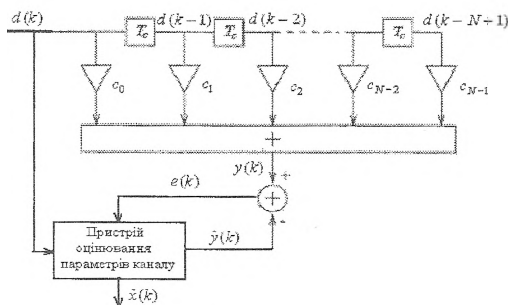 d(k) d(k−1) d(k−2) d(k−N+1)
T_c T_c T_c
c_0 c_1 c_2 c_{N−2} c_{N−1}
+
y(k) +
e(k) +
-
Пристрій
оцінювання
параметрів каналу
ŷ(k)
x̂(k)